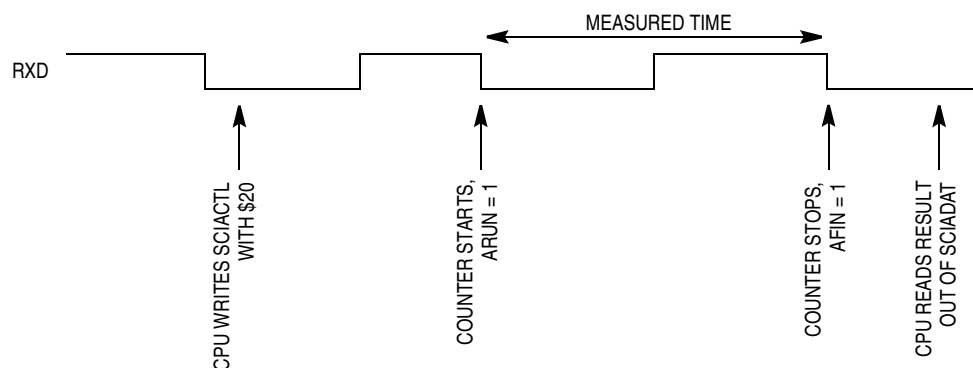 MEASURED TIME
RXD
CPU WRITES SCIACTL
WITH $20
COUNTER STARTS,
ARUN = 1
COUNTER STOPS,
AFIN = 1
CPU READS RESULT
OUT OF SCIADAT